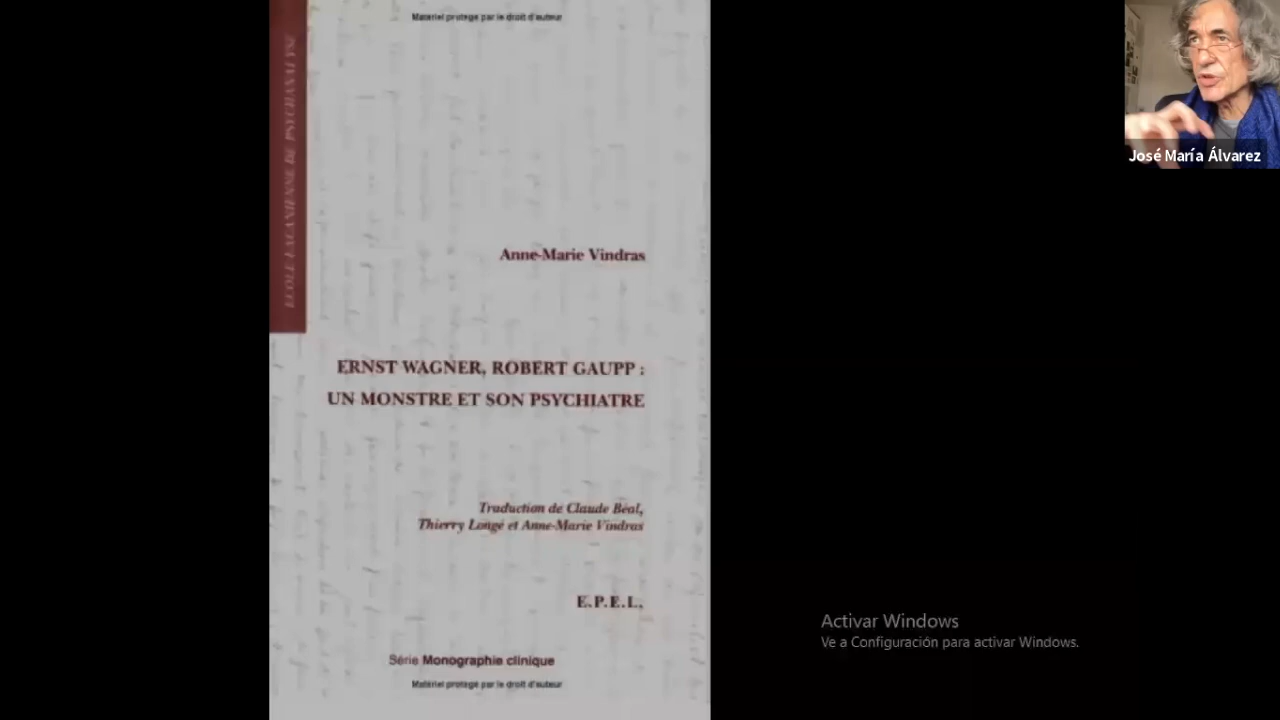 Matériel protégé par le droit d'auteur
ECOLE LACANIENNE DE PSYCHANALYSE
José María Álvarez
Anne-Marie Vindras
ERNST WAGNER, ROBERT GAUPP :
UN MONSTRE ET SON PSYCHIATRE
Traduction de Claude Béal,
Thierry Longé et Anne-Marie Vindras
E.P.E.L.
Activar Windows
Ve a Configuración para activar Windows.
Série Monographie clinique
Matériel protégé par le droit d'auteur